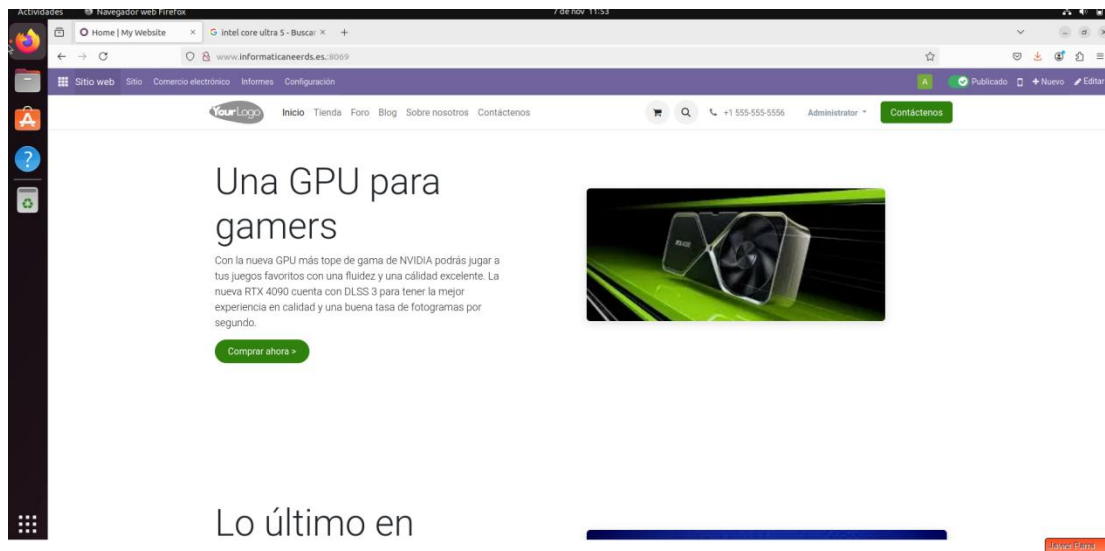 Actividades Navegador web Firefox 7 de nov 11:53
Home | My Website × intel core ultra 5 - Buscar × +
www.informaticaneerds.es.:8069
Sitio web Sitio Comercio electrónico Informes Configuración A Publicado +Nuevo Editar
YourLogo Inicio Tienda Foro Blog Sobre nosotros Contáctenos +1 555-555-5556 Administrator Contáctenos
Una GPU para
gamers
Con la nueva GPU más tope de gama de NVIDIA podrás jugar a
tus juegos favoritos con una fluidez y una cálidad excelente. La
nueva RTX 4090 cuenta con DLSS 3 para tener la mejor
experiencia en calidad y una buena tasa de fotogramas por
segundo.
Comprar ahora >
Lo último en